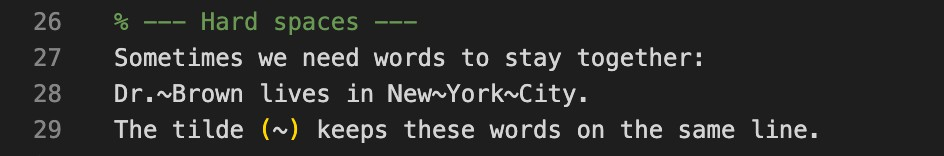 26 % --- Hard spaces ---
27 Sometimes we need words to stay together:
28 Dr.~Brown lives in New~York~City.
29 The tilde (~) keeps these words on the same line.